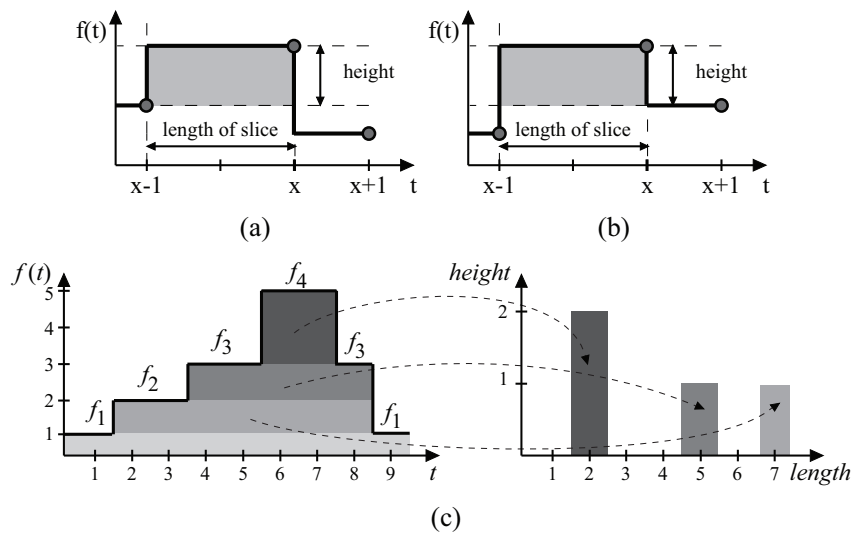 f(t)
height
length of slice
x-1 x x+1 t
(a)
f(t)
height
length of slice
x-1 x x+1 t
(b)
f(t)
5
4
3
2
1
f1
f2
f3
f4
f3
f1
1 2 3 4 5 6 7 8 9 t
height
2
1
1 2 3 4 5 6 7 8 length
(c)